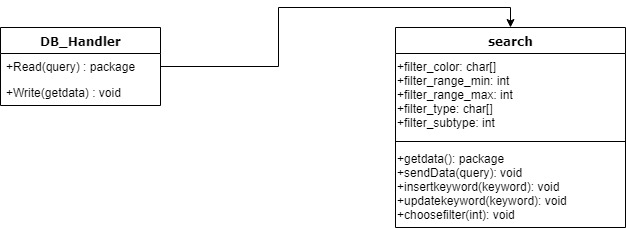 DB_Handler
+Read(query) : package
+Write(getdata) : void
search
+filter_color: char[]
+filter_range_min: int
+filter_range_max: int
+filter_type: char[]
+filter_subtype: int
+getdata(): package
+sendData(query): void
+insertkeyword(keyword): void
+updatekeyword(keyword): void
+choosefilter(int): void